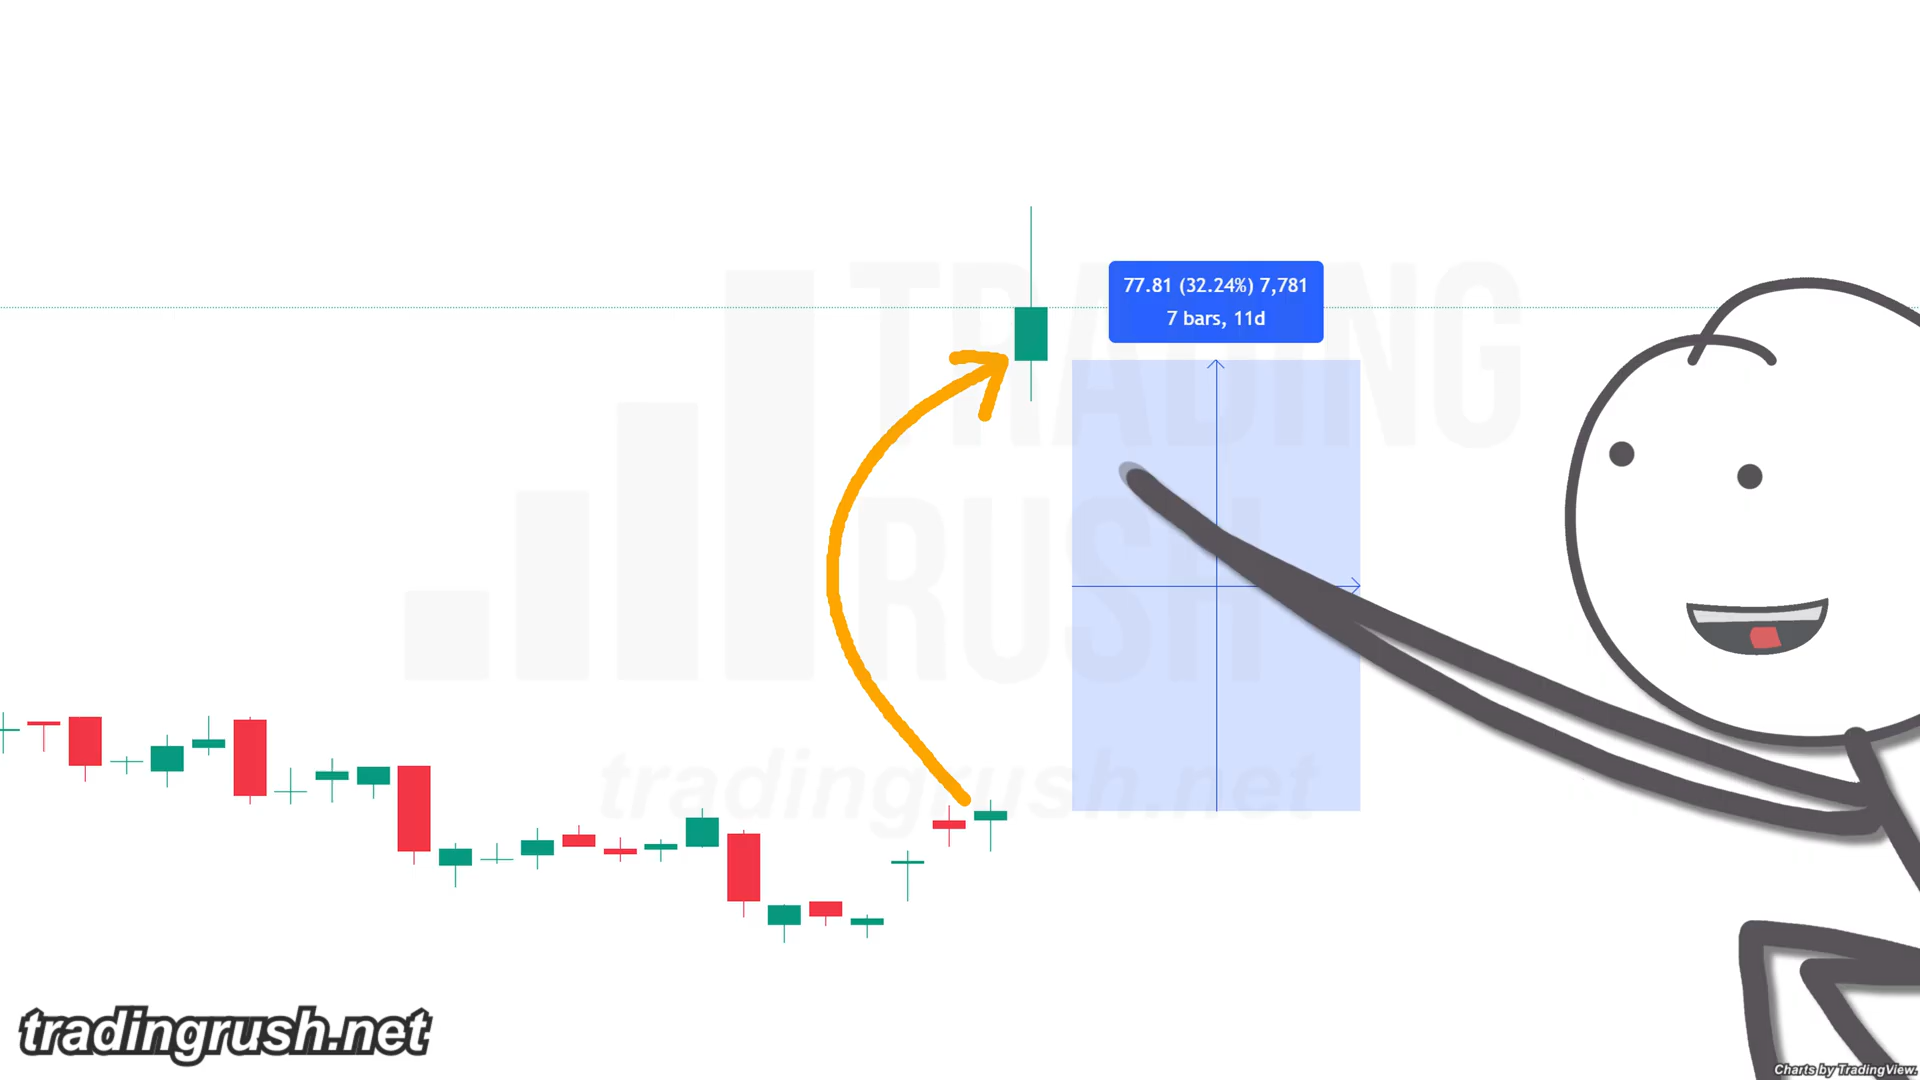 TRADING
RUSH
77.81 (32.24%) 7,781
7 bars, 11d
tradingrush.net
tradingrush.net
Charts by TradingView.